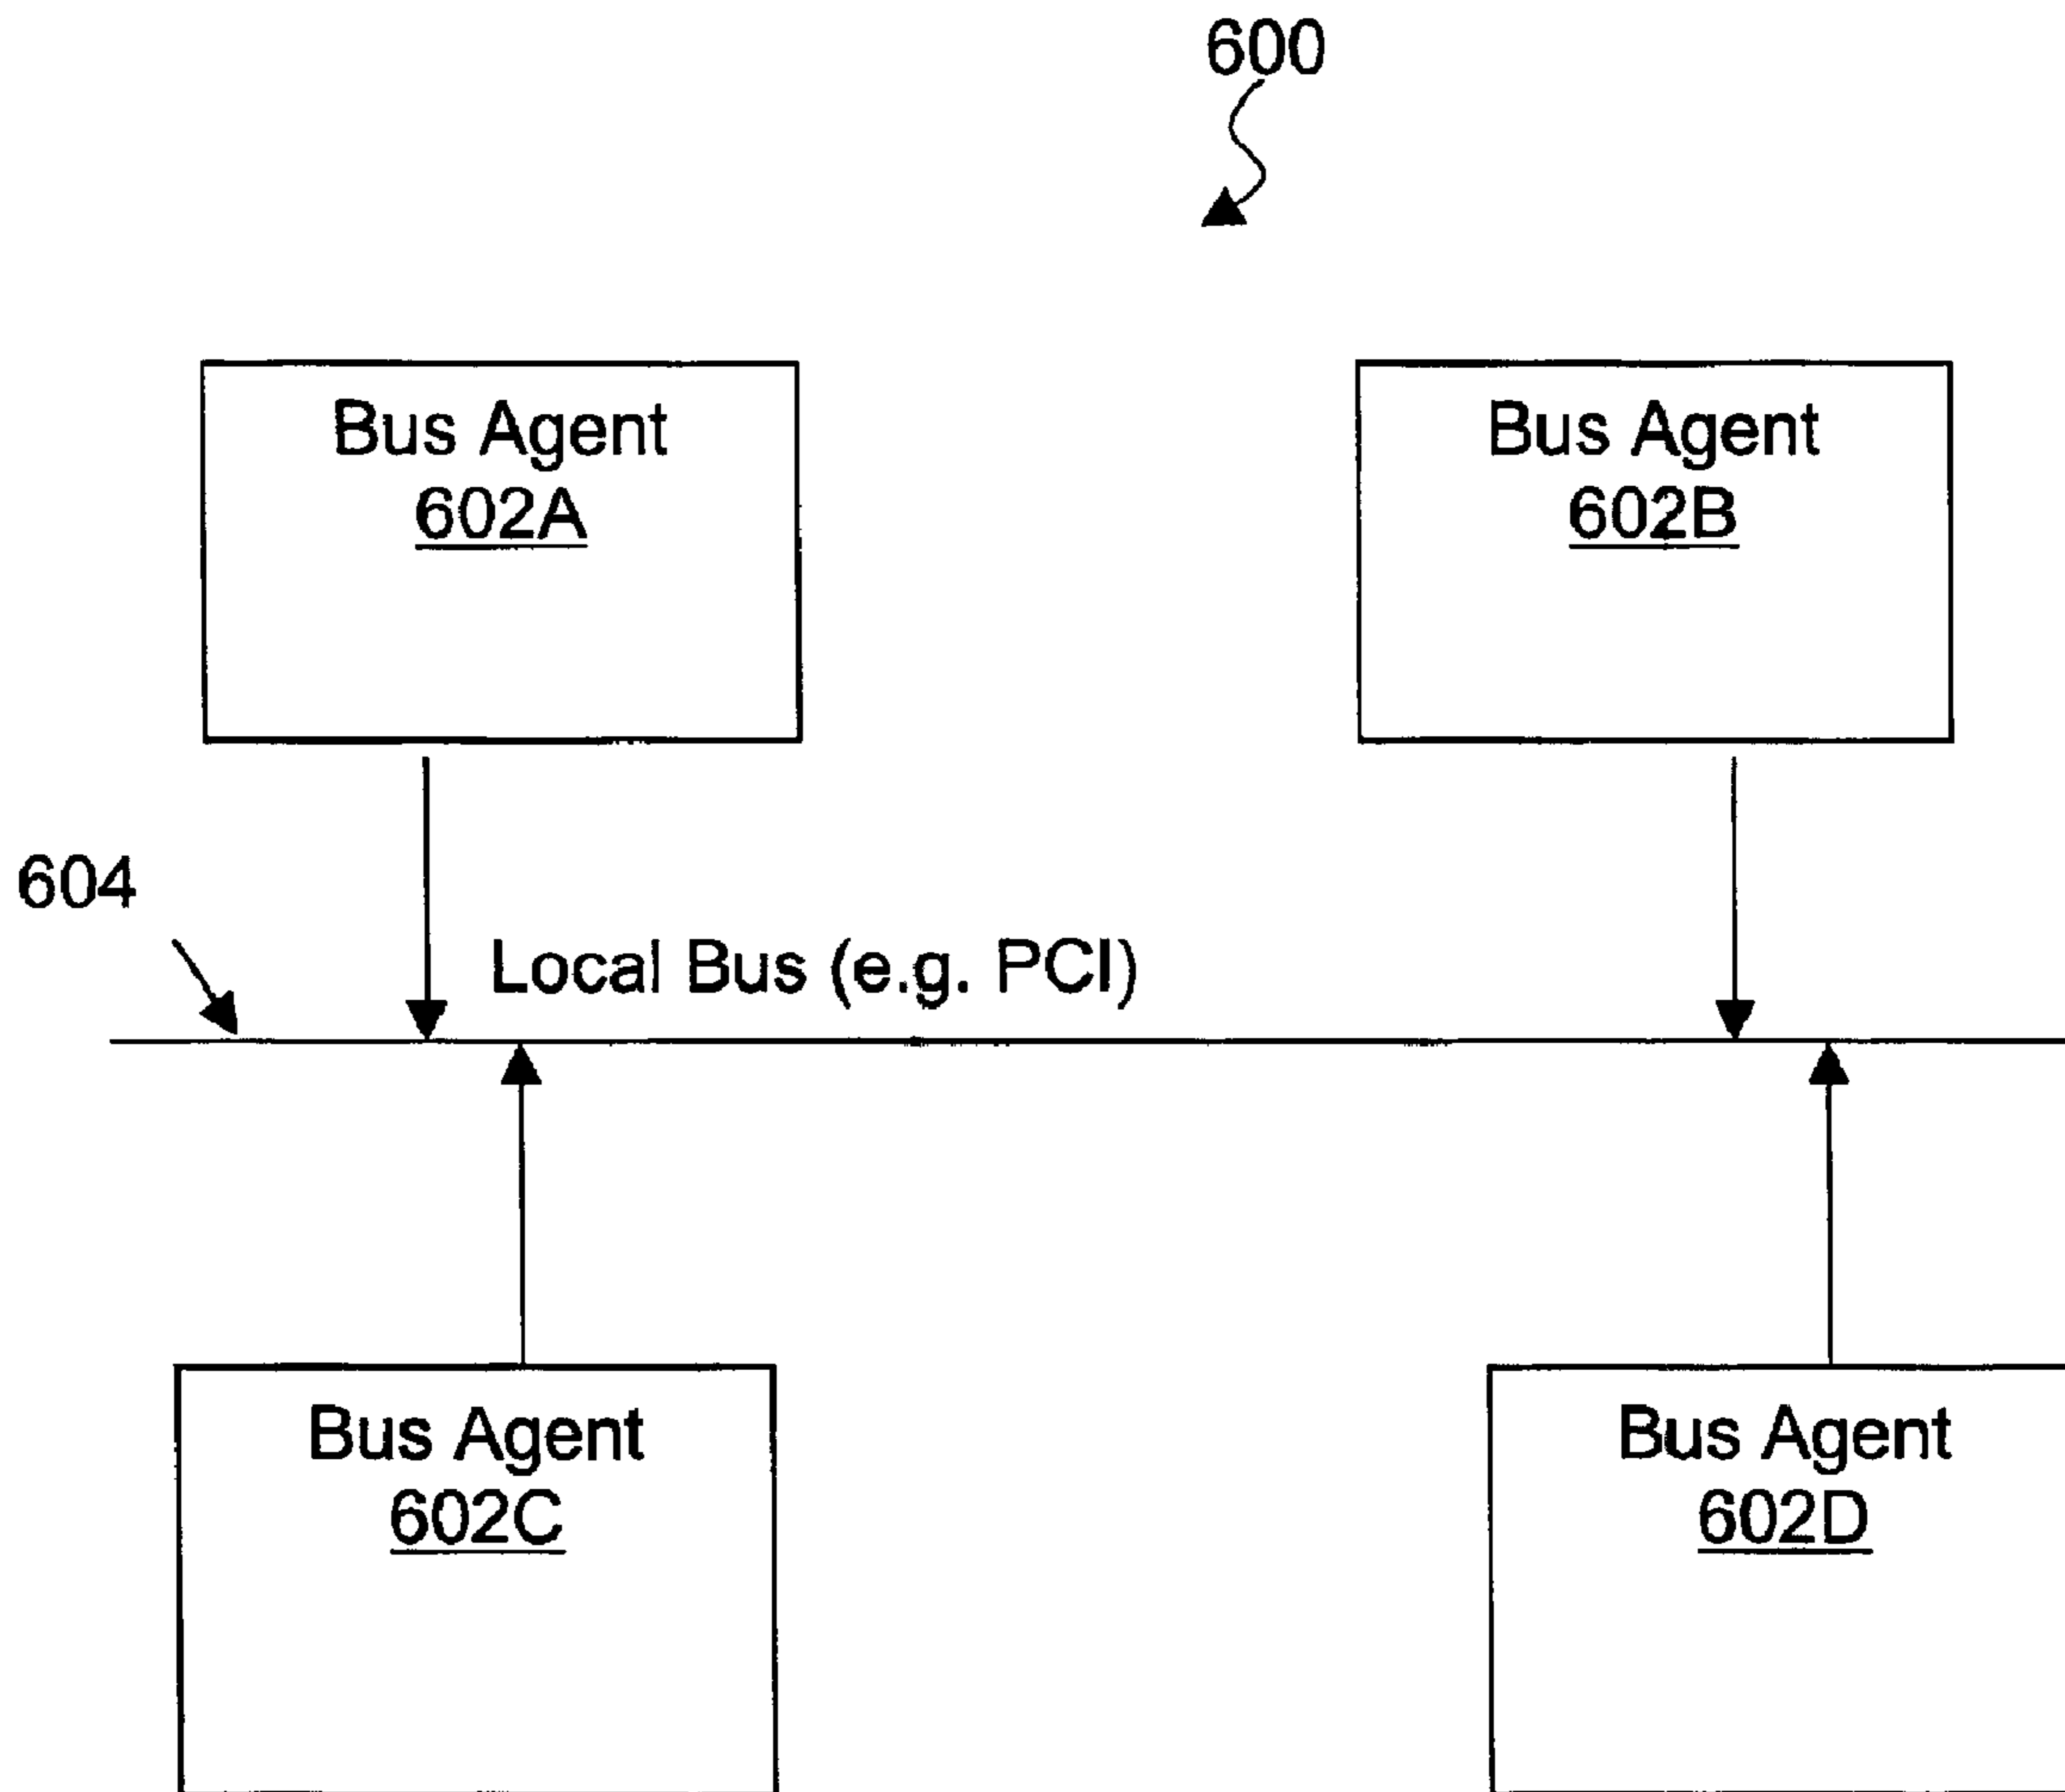 600
Bus Agent
602A
Bus Agent
602B
604
Local Bus (e.g. PCI)
Bus Agent
602C
Bus Agent
602D